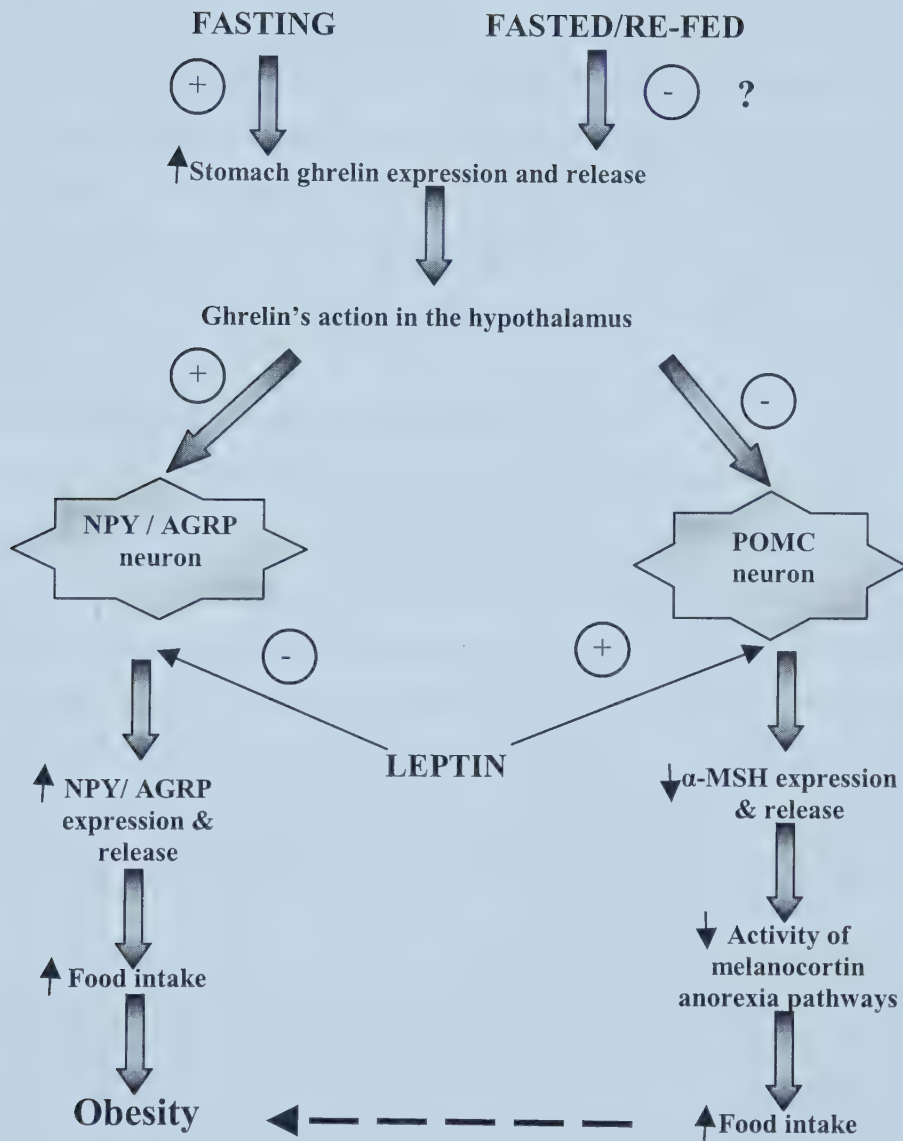 FASTING
FASTED/RE-FED
+
- ?
↑Stomach ghrelin expression and release
Ghrelin's action in the hypothalamus
+
-
NPY / AGRP
neuron
POMC
neuron
-
+
LEPTIN
↑ NPY/ AGRP
expression &
release
↓α-MSH expression
& release
↓ Activity of
melanocortin
anorexia pathways
↑ Food intake
Obesity
↑Food intake